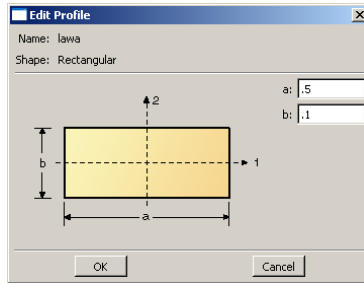 Edit Profile
Name: lawa
Shape: Rectangular
a: .5
b: .1
2
b
1
a
OK Cancel